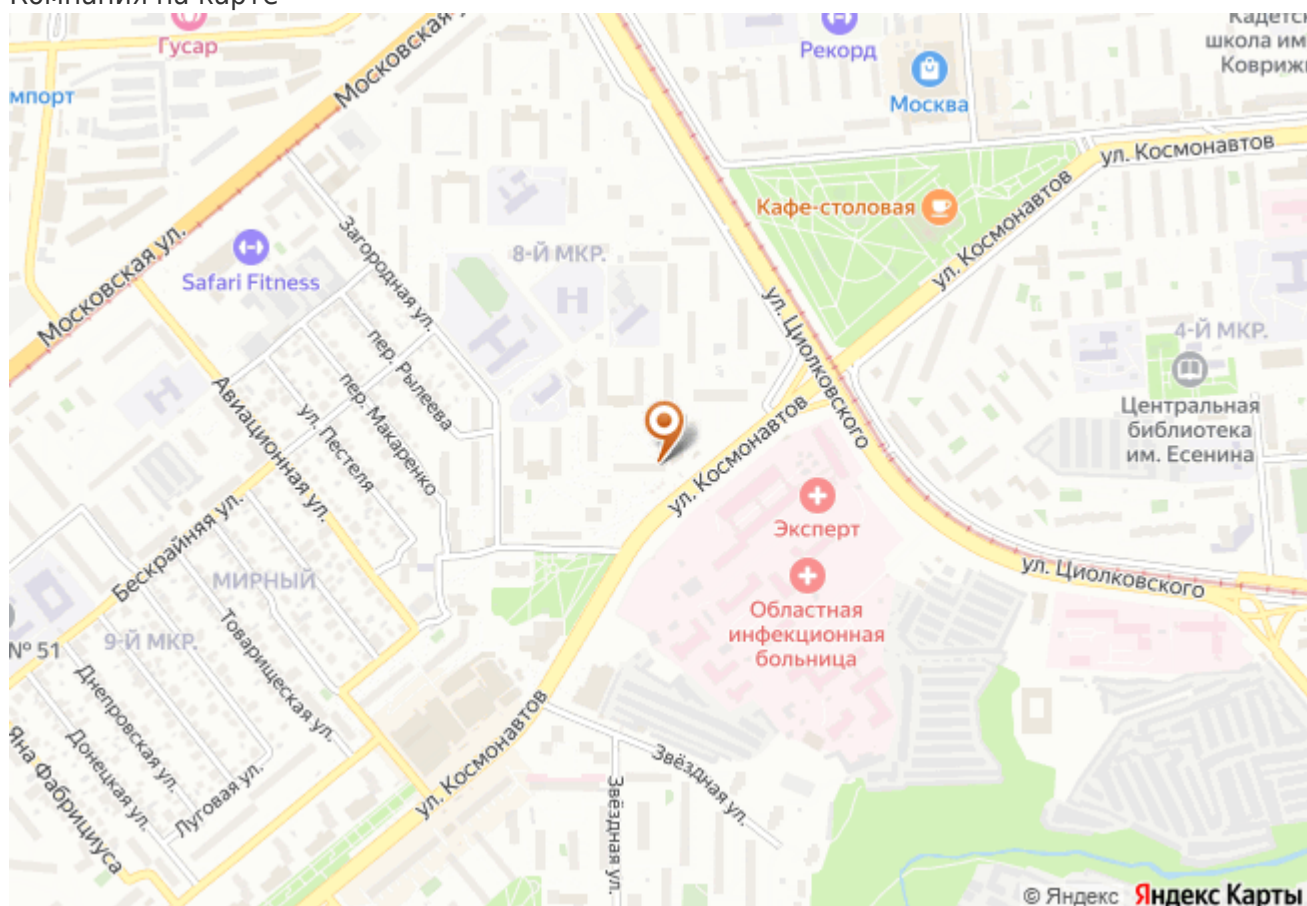 Компания на карте
Гусар
Московская
Рекорд
Москва
школа им
мпорт
ул. Космонавтов
Кафе-столовая
ул. Космонавтов
Московская ул.
Safari Fitness
Загородная ул.
8-Й МКР.
ул. Циолковского
4-Й МКР.
пер. Рылеева
пер. Макаренко
ул. Пестеля
Авиационная ул.
Центральная
библиотека
им. Есенина
ул. Космонавтов
Эксперт
Бескрайняя ул.
МИРНЫЙ
ул. Циолковского
Областная
инфекционная
больница
№ 51
9-Й МКР.
Товарищеская ул.
Днепровская ул.
Донецкая ул.
Луговая ул.
Яна Фабрициуса
ул. Космонавтов
Звёздная ул.
Звёздная ул.
© Яндекс Яндекс Карты